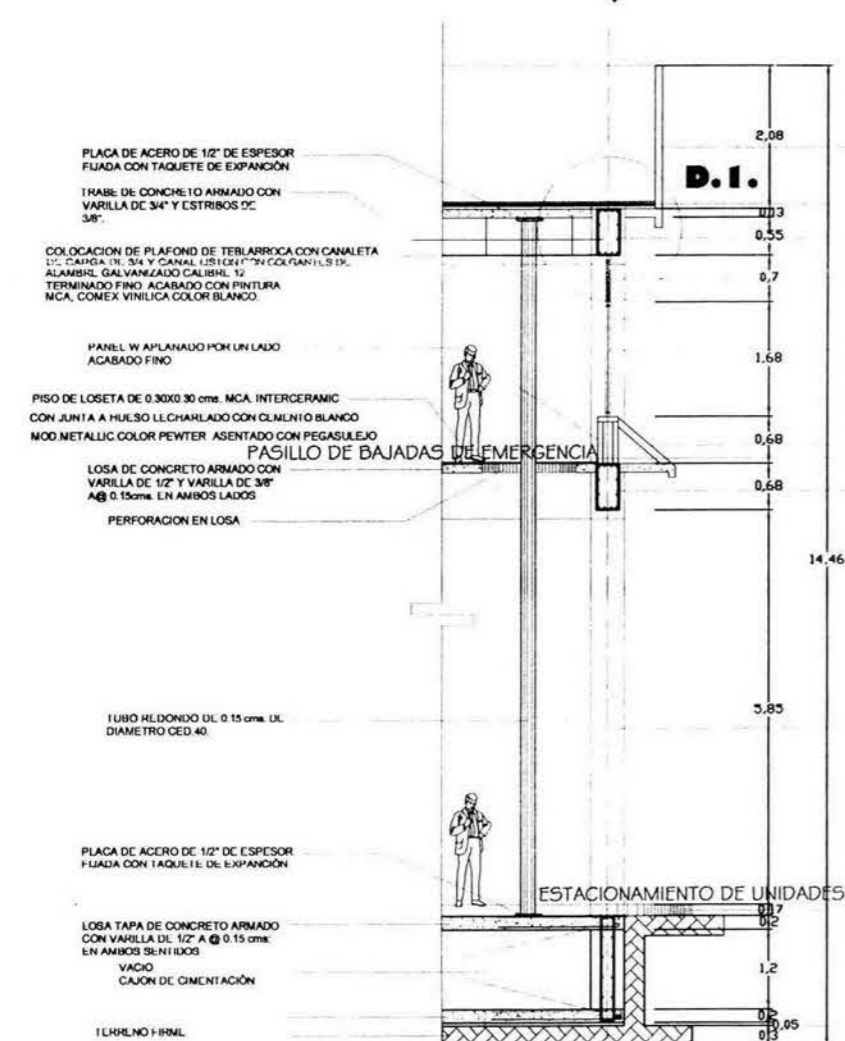 PLACA DE ACERO DE 1/2" DE ESPESOR
FIJADA CON TAQUETE DE EXPANCIÓN
TRABE DE CONCRETO ARMADO CON
VARILLA DE 3/4" Y ESTRIBOS DE
3/8".
COLOCACION DE PLAFOND DE TEBLARROCA CON CANALETA
DE CARGA DE 3/4 Y CANAL LISTON CON COLGANTES DE
ALAMBRE GALVANIZADO CALIBRE 12
TERMINADO FINO ACABADO CON PINTURA
MCA, COMEX VINILICA COLOR BLANCO.
PANEL W APLANADO POR UN LADO
ACABADO FINO
PISO DE LOSETA DE 0.30X0.30 cms. MCA. INTERCERAMIC
CON JUNTA A HUESO LECHAREADO CON CEMENTO BLANCO
MOD.METALLIC COLOR PEWTER ASENTADO CON PEGASULEJO
PASILLO DE BAJADAS DE EMERGENCIA
LOSA DE CONCRETO ARMADO CON
VARILLA DE 1/2" Y VARILLA DE 3/8"
A@ 0.15cms. EN AMBOS LADOS
PERFORACION EN LOSA
TUBO REDONDO DE 0.15 cms. DE
DIAMETRO CED.40.
PLACA DE ACERO DE 1/2" DE ESPESOR
FIJADA CON TAQUETE DE EXPANCIÓN
ESTACIONAMIENTO DE UNIDADES
LOSA TAPA DE CONCRETO ARMADO
CON VARILLA DE 1/2" A @ 0.15 cms.
EN AMBOS SENTIDOS
VACIO
CAJON DE CIMENTACIÓN
TERRENO FIRME
D.1.
2,08
0,13
0,55
0,7
1,68
0,68
0,68
14,46
5,85
0,2
1,2
0,2
0,05
0,3